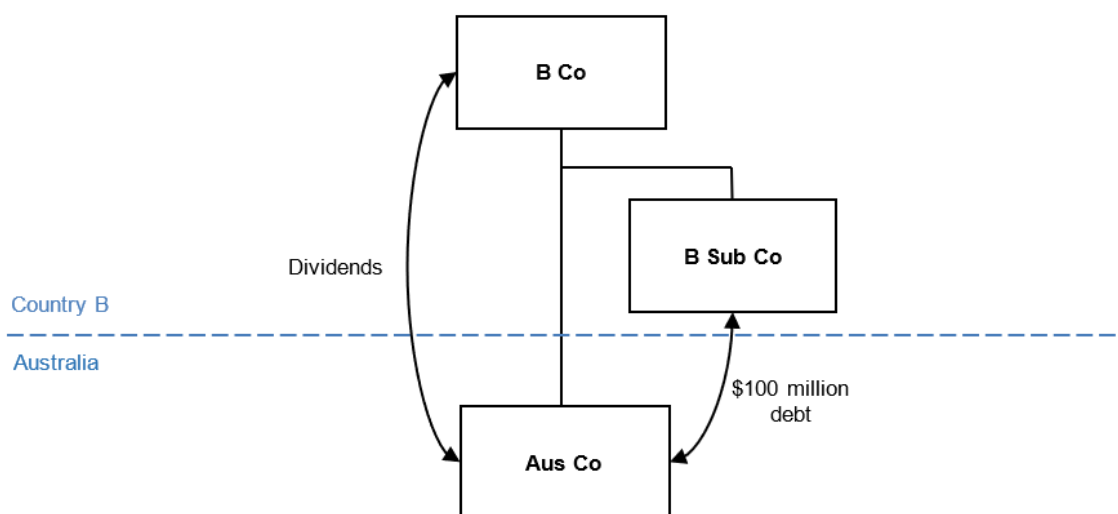 B Co
B Sub Co
Dividends
Country B
Australia
$100 million
debt
Aus Co